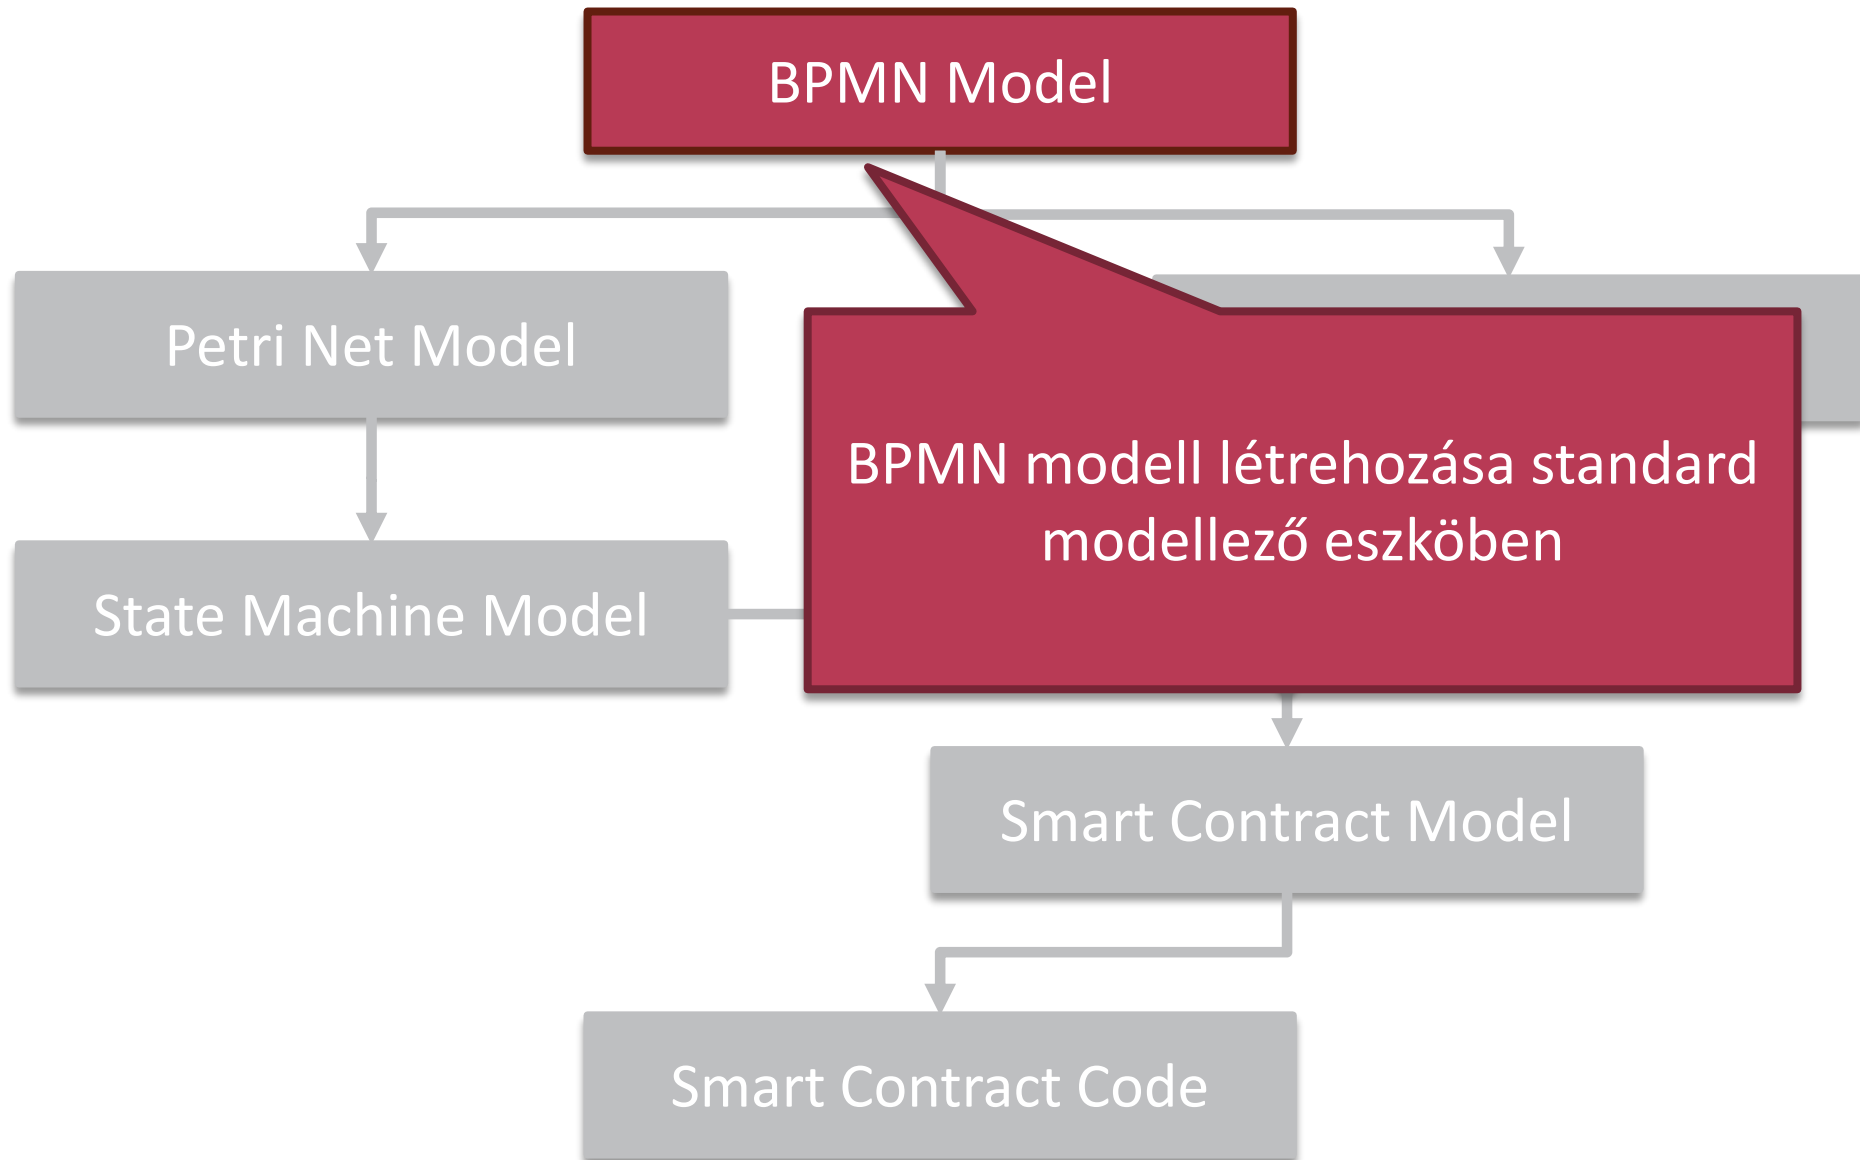 BPMN Model
Petri Net Model
BPMN modell létrehozása standard
modellező eszköben
State Machine Model
Smart Contract Model
Smart Contract Code